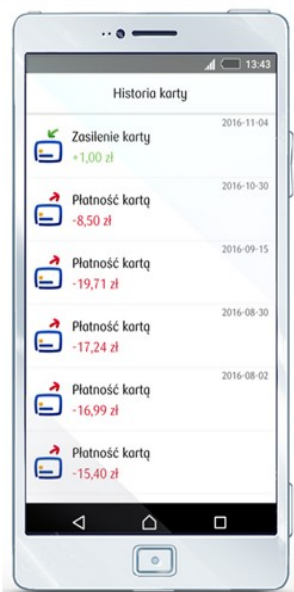 13:43
Historia karty
2016-11-04
Zasilenie karty
+1,00 zł
2016-10-30
Płatność kartą
-8,50 zł
2016-09-15
Płatność kartą
-19,71 zł
2016-08-30
Płatność kartą
-17,24 zł
2016-08-02
Płatność kartą
-16,99 zł
Płatność kartą
-15,40 zł